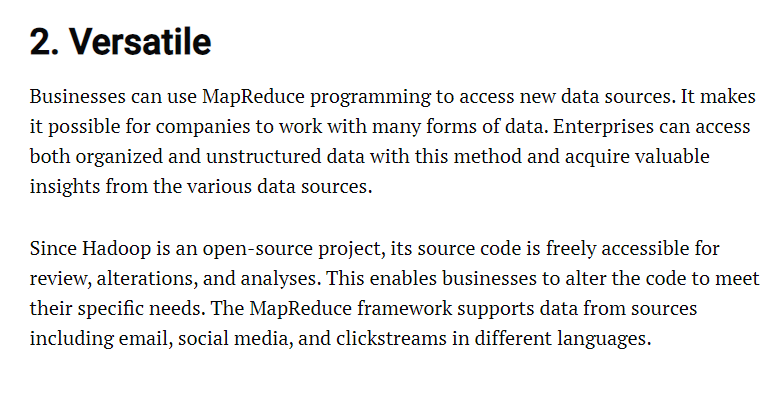 2. Versatile
Businesses can use MapReduce programming to access new data sources. It makes
it possible for companies to work with many forms of data. Enterprises can access
both organized and unstructured data with this method and acquire valuable
insights from the various data sources.
Since Hadoop is an open-source project, its source code is freely accessible for
review, alterations, and analyses. This enables businesses to alter the code to meet
their specific needs. The MapReduce framework supports data from sources
including email, social media, and clickstreams in different languages.